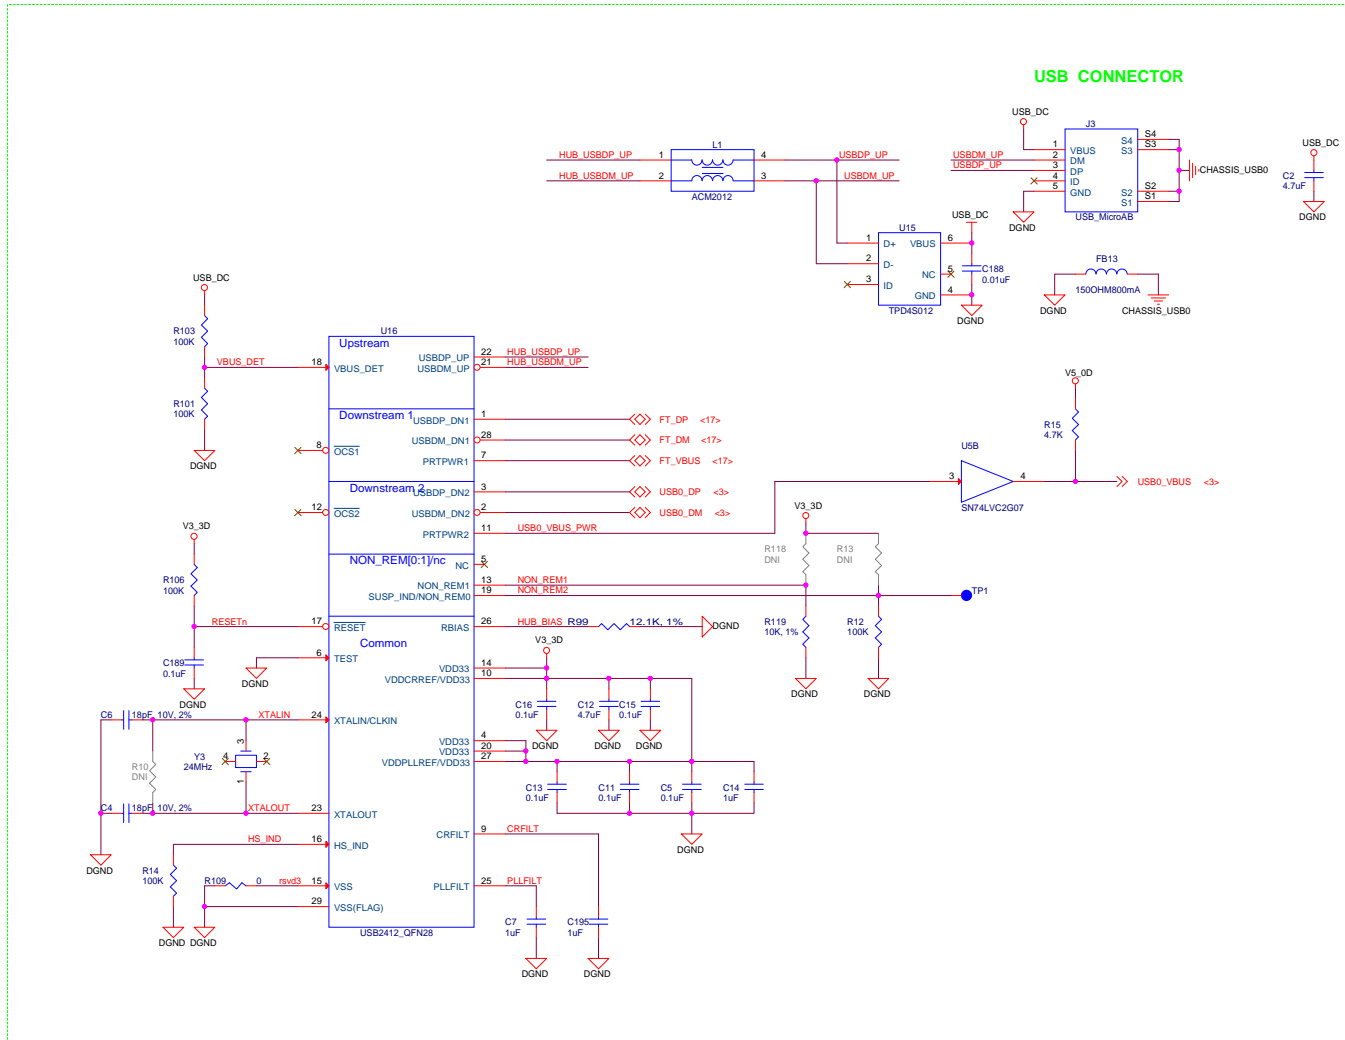 USB CONNECTOR
USB_DC
J3
1 VBUS
2 DM
3 DP
4 ID
5 GND
S4 S4
S3 S3
S2 S2
S1 S1
USBDM_UP
USBDP_UP
USB_MicroAB
CHASSIS_USB0
DGND
USB_DC
C2
4.7uF
DGND
L1
HUB_USBDP_UP 1 4 USBDP_UP
HUB_USBDM_UP 2 3 USBDM_UP
ACM2012
U15
USB_DC
1 D+ VBUS 6
2 D- NC 5
3 ID GND 4
TPD4S012
C188
0.01uF
DGND
FB13
150OHM800mA
DGND
CHASSIS_USB0
USB_DC
R103
100K
VBUS_DET
R101
100K
DGND
U16
Upstream
18 VBUS_DET
USBDP_UP 22 HUB_USBDP_UP
USBDM_UP 21 HUB_USBDM_UP
Downstream 1
USBDP_DN1 1 FT_DP <17>
USBDM_DN1 28 FT_DM <17>
8 OCS1
PRTPWR1 7 FT_VBUS <17>
Downstream 2
USBDP_DN2 3 USB0_DP <3>
12 OCS2
USBDM_DN2 2 USB0_DM <3>
PRTPWR2 11 USB0_VBUS_PWR
V5_0D
R15
4.7K
U5B
3 4
USB0_VBUS <3>
SN74LVC2G07
NON_REM[0:1]/nc
NC 5
NON_REM1 13 NON_REM1
SUSP_IND/NON_REM0 19 NON_REM2
V3_3D
R118
DNI
R13
DNI
TP1
R119
10K, 1%
R12
100K
DGND
DGND
V3_3D
R106
100K
RESETn 17 RESET
C189
0.1uF
DGND
DGND
6 TEST
Common
RBIAS 26 HUB_BIAS R99 12.1K, 1% DGND
V3_3D
VDD33 14
VDDCRREF/VDD33 10
C16
0.1uF
C12
4.7uF
C15
0.1uF
DGND
DGND
DGND
C6 18pF, 10V, 2% XTALIN 24 XTALIN/CLKIN
R10
DNI
Y3
24MHz
3
4 2
1
VDD33 4
VDD33 20
VDDPLLREF/VDD33 27
C13
0.1uF
C11
0.1uF
C5
0.1uF
C14
1uF
DGND
C4 18pF, 10V, 2% XTALOUT 23 XTALOUT
DGND
CRFILT 9 CRFILT
HS_IND 16 HS_IND
R14
100K
DGND
R109 0 rsvd3 15 VSS
29 VSS(FLAG)
DGND
PLLFILT 25 PLLFILT
C7
1uF
C195
1uF
DGND
DGND
USB2412_QFN28